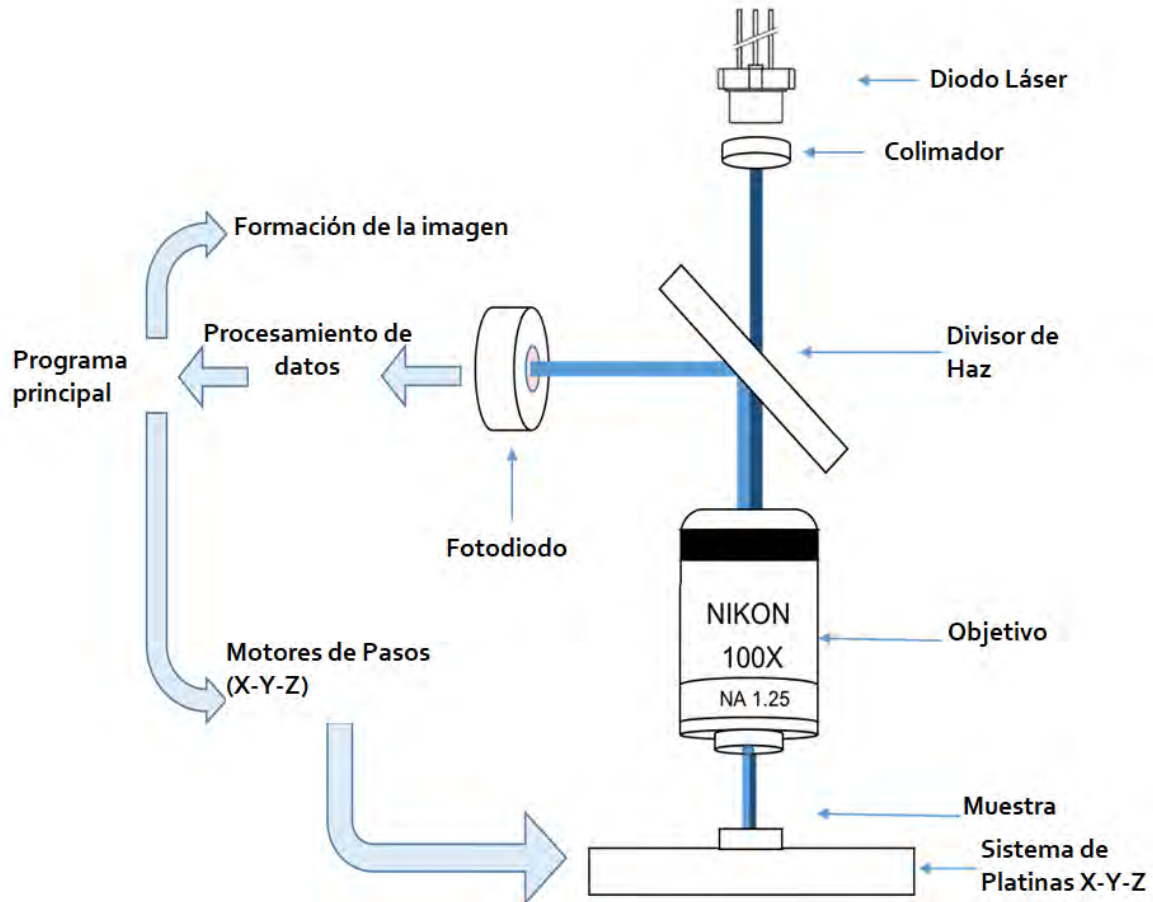 Diodo Láser
Colimador
Formación de la imagen
Procesamiento de
datos
Programa
principal
Divisor de
Haz
Fotodiodo
NIKON
100X
NA 1.25
Objetivo
Motores de Pasos
(X-Y-Z)
Muestra
Sistema de
Platinas X-Y-Z